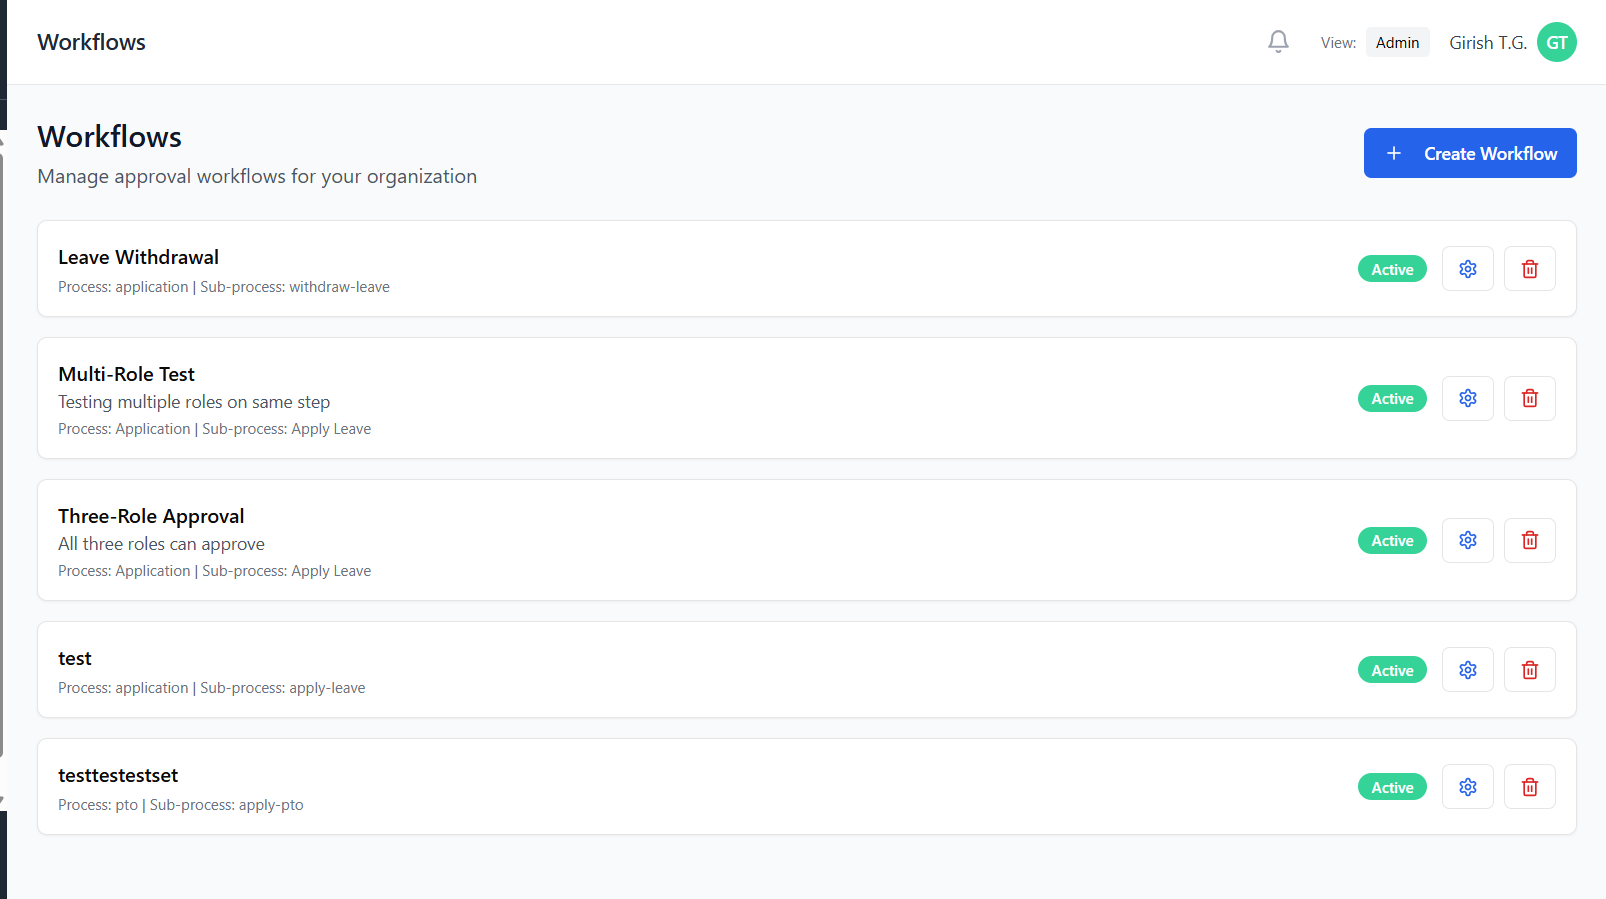 Workflows
View: Admin Girish T.G. GT
Workflows
Manage approval workflows for your organization
Create Workflow
Leave Withdrawal
Process: application | Sub-process: withdraw-leave
Active
Multi-Role Test
Testing multiple roles on same step
Process: Application | Sub-process: Apply Leave
Active
Three-Role Approval
All three roles can approve
Process: Application | Sub-process: Apply Leave
Active
test
Process: application | Sub-process: apply-leave
Active
testtestestset
Process: pto | Sub-process: apply-pto
Active